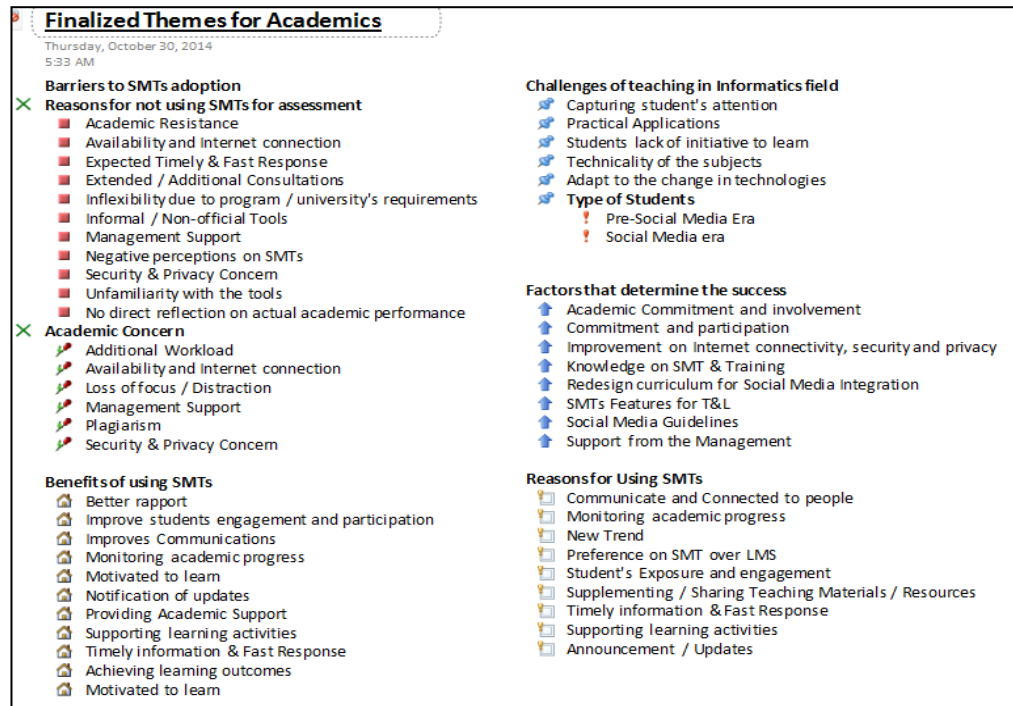 Finalized Themes for Academics
Thursday, October 30, 2014
5:33 AM
Barriers to SMTs adoption
Reasons for not using SMTs for assessment
Academic Resistance
Availability and Internet connection
Expected Timely & Fast Response
Extended / Additional Consultations
Inflexibility due to program / university's requirements
Informal / Non-official Tools
Management Support
Negative perceptions on SMTs
Security & Privacy Concern
Unfamiliarity with the tools
No direct reflection on actual academic performance
Academic Concern
Additional Workload
Availability and Internet connection
Loss of focus / Distraction
Management Support
Plagiarism
Security & Privacy Concern
Benefits of using SMTs
Better rapport
Improve students engagement and participation
Improves Communications
Monitoring academic progress
Motivated to learn
Notification of updates
Providing Academic Support
Supporting learning activities
Timely information & Fast Response
Achieving learning outcomes
Motivated to learn
Challenges of teaching in Informatics field
Capturing student's attention
Practical Applications
Students lack of initiative to learn
Technicality of the subjects
Adapt to the change in technologies
Type of Students
Pre-Social Media Era
Social Media era
Factors that determine the success
Academic Commitment and involvement
Commitment and participation
Improvement on Internet connectivity, security and privacy
Knowledge on SMT & Training
Redesign curriculum for Social Media Integration
SMTs Features for T&L
Social Media Guidelines
Support from the Management
Reasons for Using SMTs
Communicate and Connected to people
Monitoring academic progress
New Trend
Preference on SMT over LMS
Student's Exposure and engagement
Supplementing / Sharing Teaching Materials / Resources
Timely information & Fast Response
Supporting learning activities
Announcement / Updates